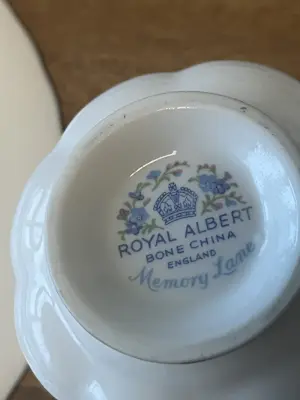 ROYAL ALBERT
BONE CHINA
ENGLAND
Memory Lane